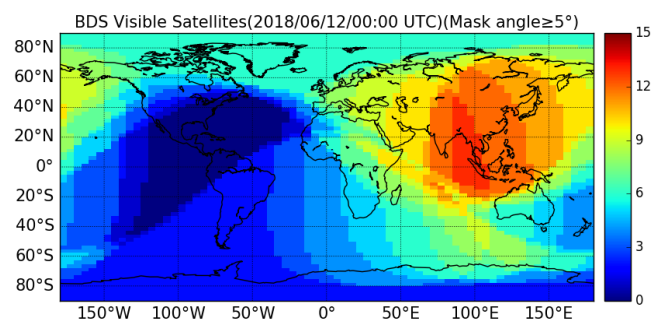 BDS Visible Satellites(2018/06/12/00:00 UTC)(Mask angle≥5°)
80°N
60°N
40°N
20°N
0°
20°S
40°S
60°S
80°S
150°W 100°W 50°W 0° 50°E 100°E 150°E
15
12
9
6
3
0